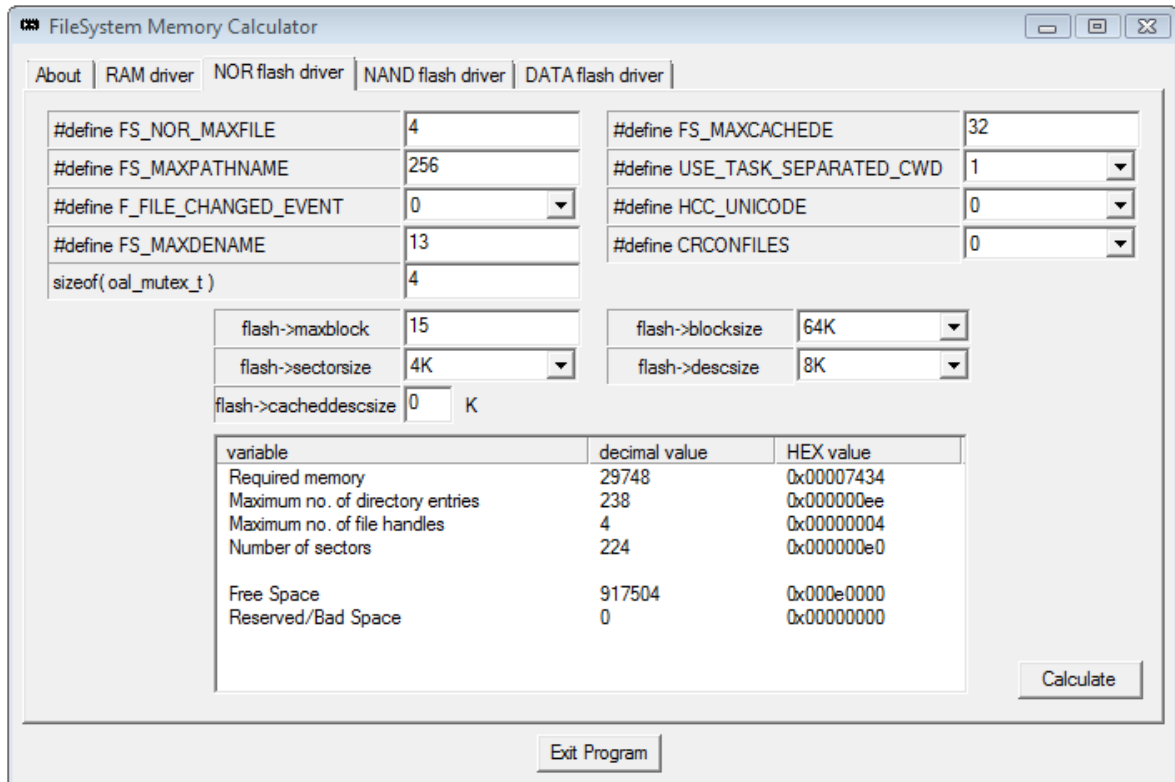 FileSystem Memory Calculator
About RAM driver NOR flash driver NAND flash driver DATA flash driver
#define FS_NOR_MAXFILE 4 #define FS_MAXCACHEDE 32
#define FS_MAXPATHNAME 256 #define USE_TASK_SEPARATED_CWD 1
#define F_FILE_CHANGED_EVENT 0 #define HCC_UNICODE 0
#define FS_MAXDENAME 13 #define CRCONFILES 0
sizeof( oal_mutex_t ) 4
flash->maxblock 15 flash->blocksize 64K
flash->sectorsize 4K flash->descsize 8K
flash->cacheddescsize 0 K
variable decimal value HEX value
Required memory 29748 0x00007434
Maximum no. of directory entries 238 0x000000ee
Maximum no. of file handles 4 0x00000004
Number of sectors 224 0x000000e0
Free Space 917504 0x000e0000
Reserved/Bad Space 0 0x00000000
Calculate
Exit Program